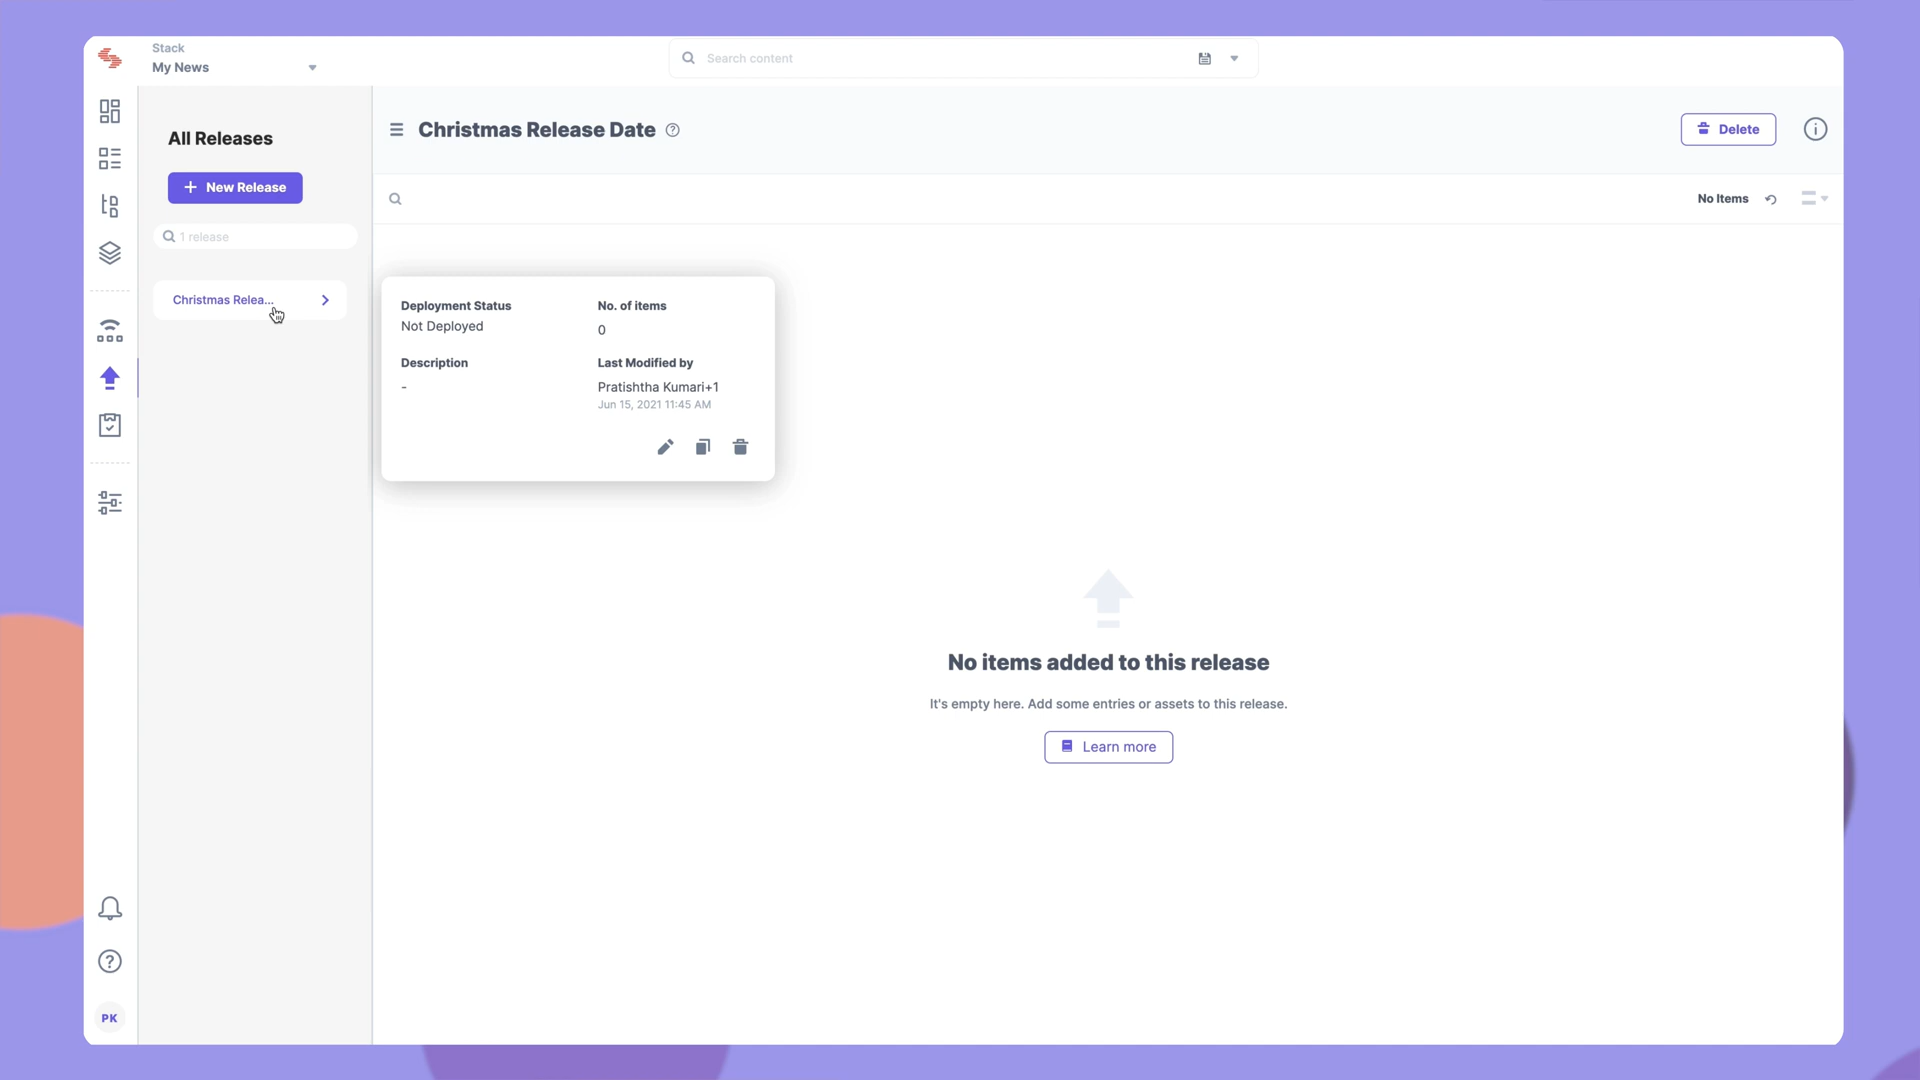 Stack
My News
Search content
All Releases
New Release
1 release
Christmas Relea...
Christmas Release Date
Delete
No Items
Deployment Status
Not Deployed
No. of items
0
Description
-
Last Modified by
Pratishtha Kumari+1
Jun 15, 2021 11:45 AM
No items added to this release
It's empty here. Add some entries or assets to this release.
Learn more
PK